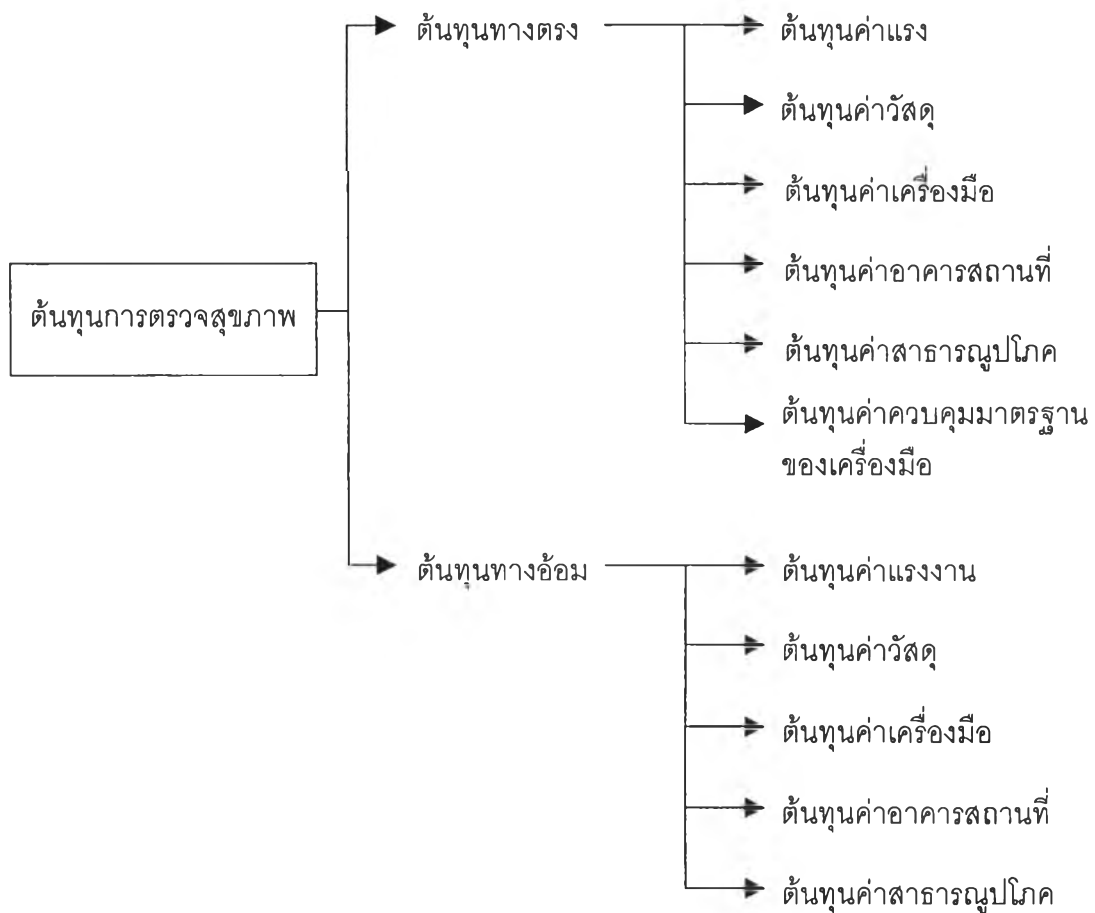 ต้นทุนการตรวจสุขภาพ
ต้นทุนทางตรง
ต้นทุนค่าแรง
ต้นทุนค่าวัสดุ
ต้นทุนค่าเครื่องมือ
ต้นทุนค่าอาคารสถานที่
ต้นทุนค่าสาธารณูปโภค
ต้นทุนค่าควบคุมมาตรฐาน
ของเครื่องมือ
ต้นทุนทางอ้อม
ต้นทุนค่าแรงงาน
ต้นทุนค่าวัสดุ
ต้นทุนค่าเครื่องมือ
ต้นทุนค่าอาคารสถานที่
ต้นทุนค่าสาธารณูปโภค